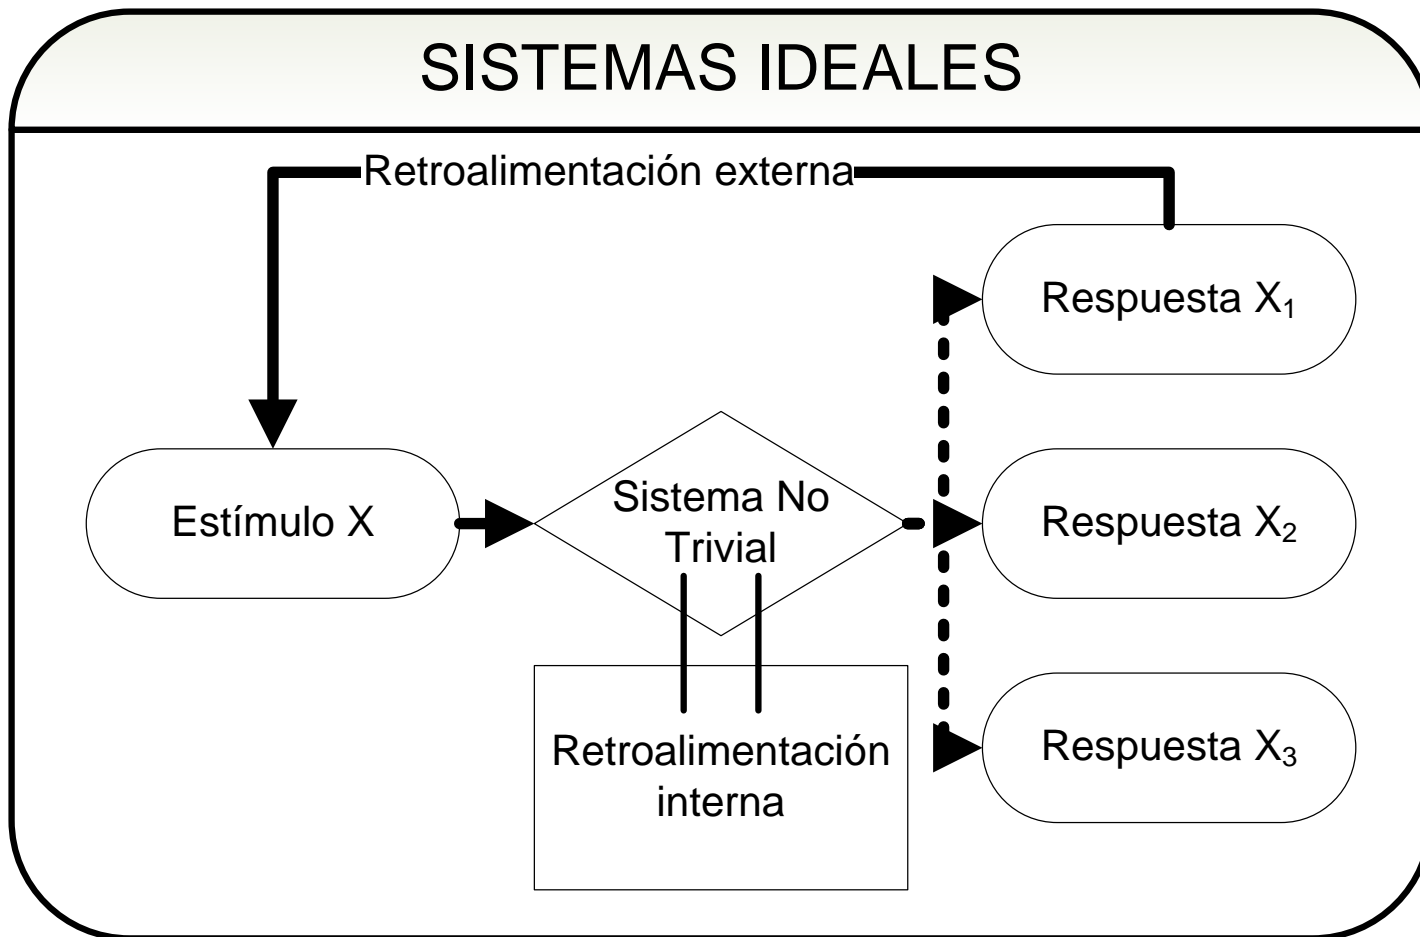 SISTEMAS IDEALES
Retroalimentación externa
Respuesta X₁
Estímulo X
Sistema No
Trivial
Respuesta X₂
Retroalimentación
interna
Respuesta X₃